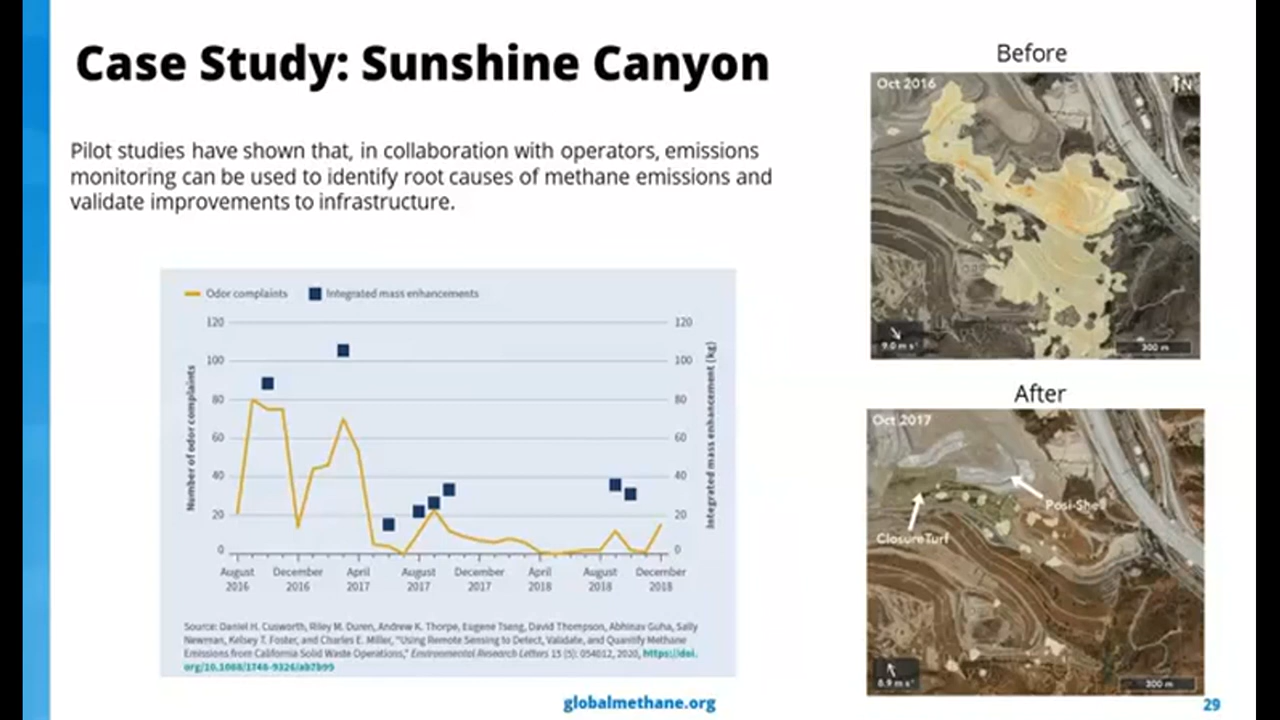 Case Study: Sunshine Canyon
Pilot studies have shown that, in collaboration with operators, emissions
monitoring can be used to identify root causes of methane emissions and
validate improvements to infrastructure.
Odor complaints
Integrated mass enhancements
Number of odor complaints
120
100
80
60
40
20
0
120
100
80
60
40
20
0
Integrated mass enhancement (kg)
August
2016
December
2016
April
2017
August
2017
December
2017
April
2018
August
2018
December
2018
Source: Daniel H. Cusworth, Riley M. Duren, Andrew K. Thorpe, Eugene Tseng, David Thompson, Abhinav Guha, Sally
Newman, Kelsey T. Foster, and Charles E. Miller, "Using Remote Sensing to Detect, Validate, and Quantify Methane
Emissions from California Solid Waste Operations," Environmental Research Letters 15 (5): 054012, 2020, https://doi.
org/10.1088/1748-9326/ab7b99
Before
Oct 2016
N
9.0 m s⁻¹
300 m
After
Oct 2017
Posi-Shell
ClosureTurf
8.9 m s⁻¹
300 m
globalmethane.org
29